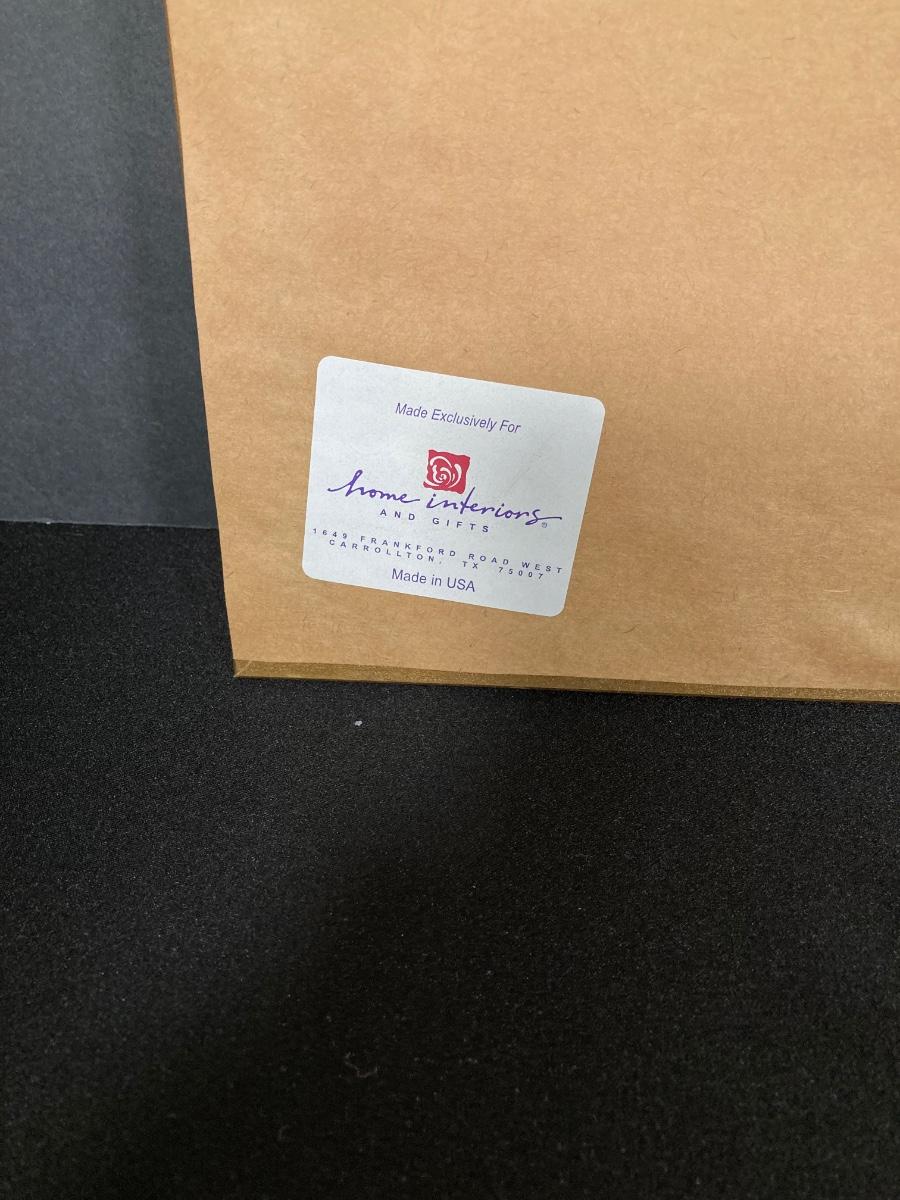 Made Exclusively For
home interiors®
AND GIFTS
1649 FRANKFORD ROAD WEST
CARROLLTON, TX 75007
Made in USA